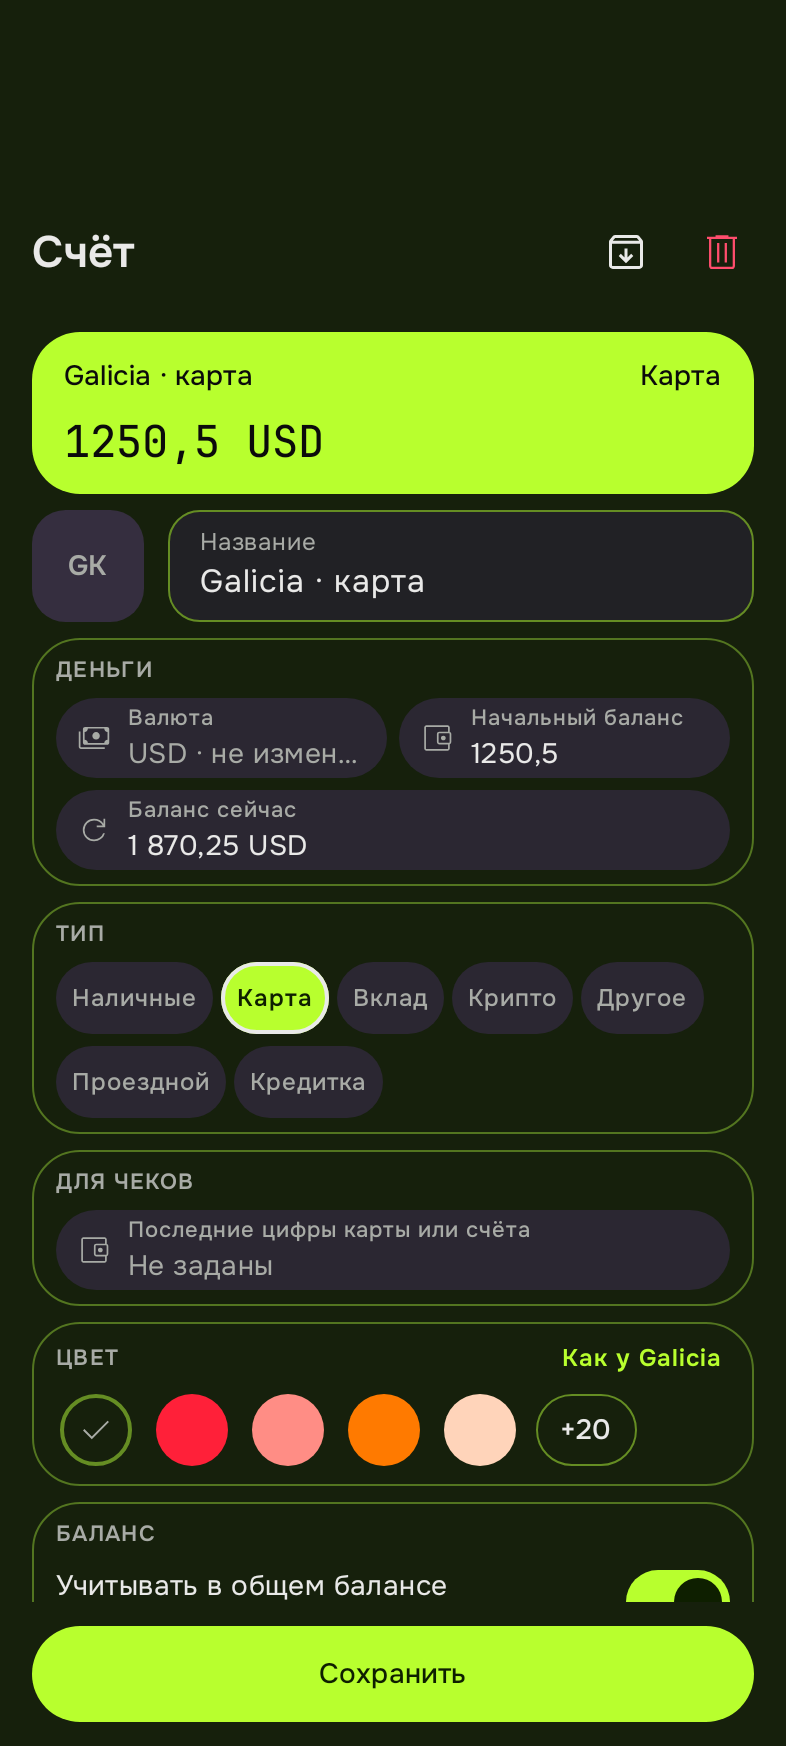 Счёт
Galicia · карта
Карта
1250,5 USD
GK
Название
Galicia · карта
ДЕНЬГИ
Валюта
USD · не измен…
Начальный баланс
1250,5
Баланс сейчас
1 870,25 USD
ТИП
Наличные
Карта
Вклад
Крипто
Другое
Проездной
Кредитка
ДЛЯ ЧЕКОВ
Последние цифры карты или счёта
Не заданы
ЦВЕТ
Как у Galicia
+20
БАЛАНС
Учитывать в общем балансе
Сохранить